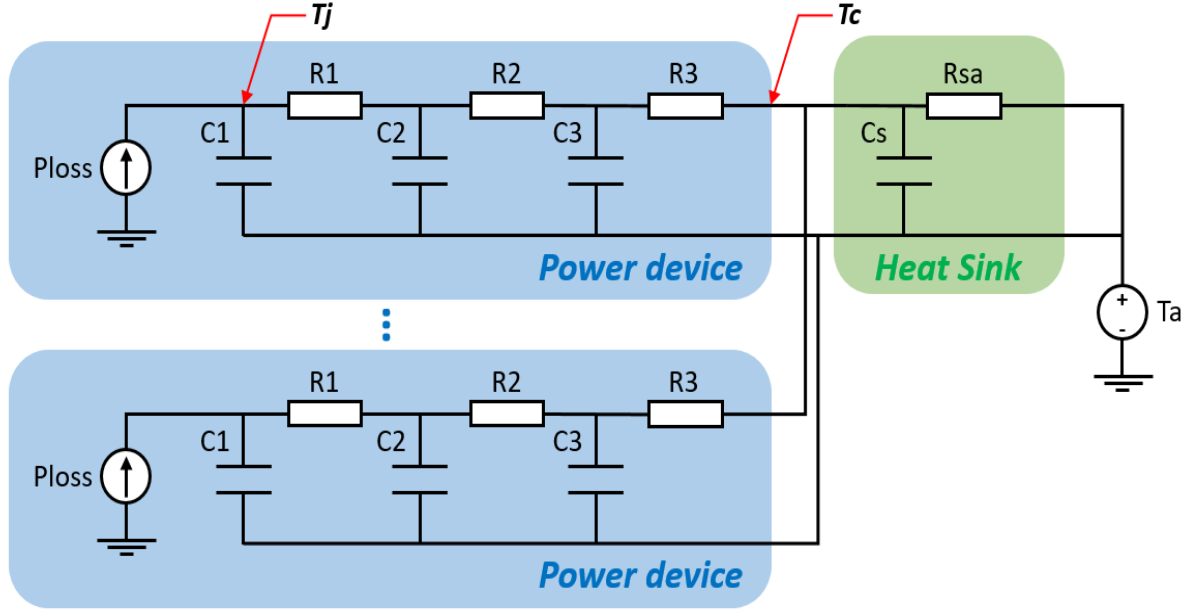 Tj
Tc
R1
R2
R3
Rsa
C1
C2
C3
Cs
Ploss
Power device
Heat Sink
+
-
Ta
R1
R2
R3
C1
C2
C3
Ploss
Power device